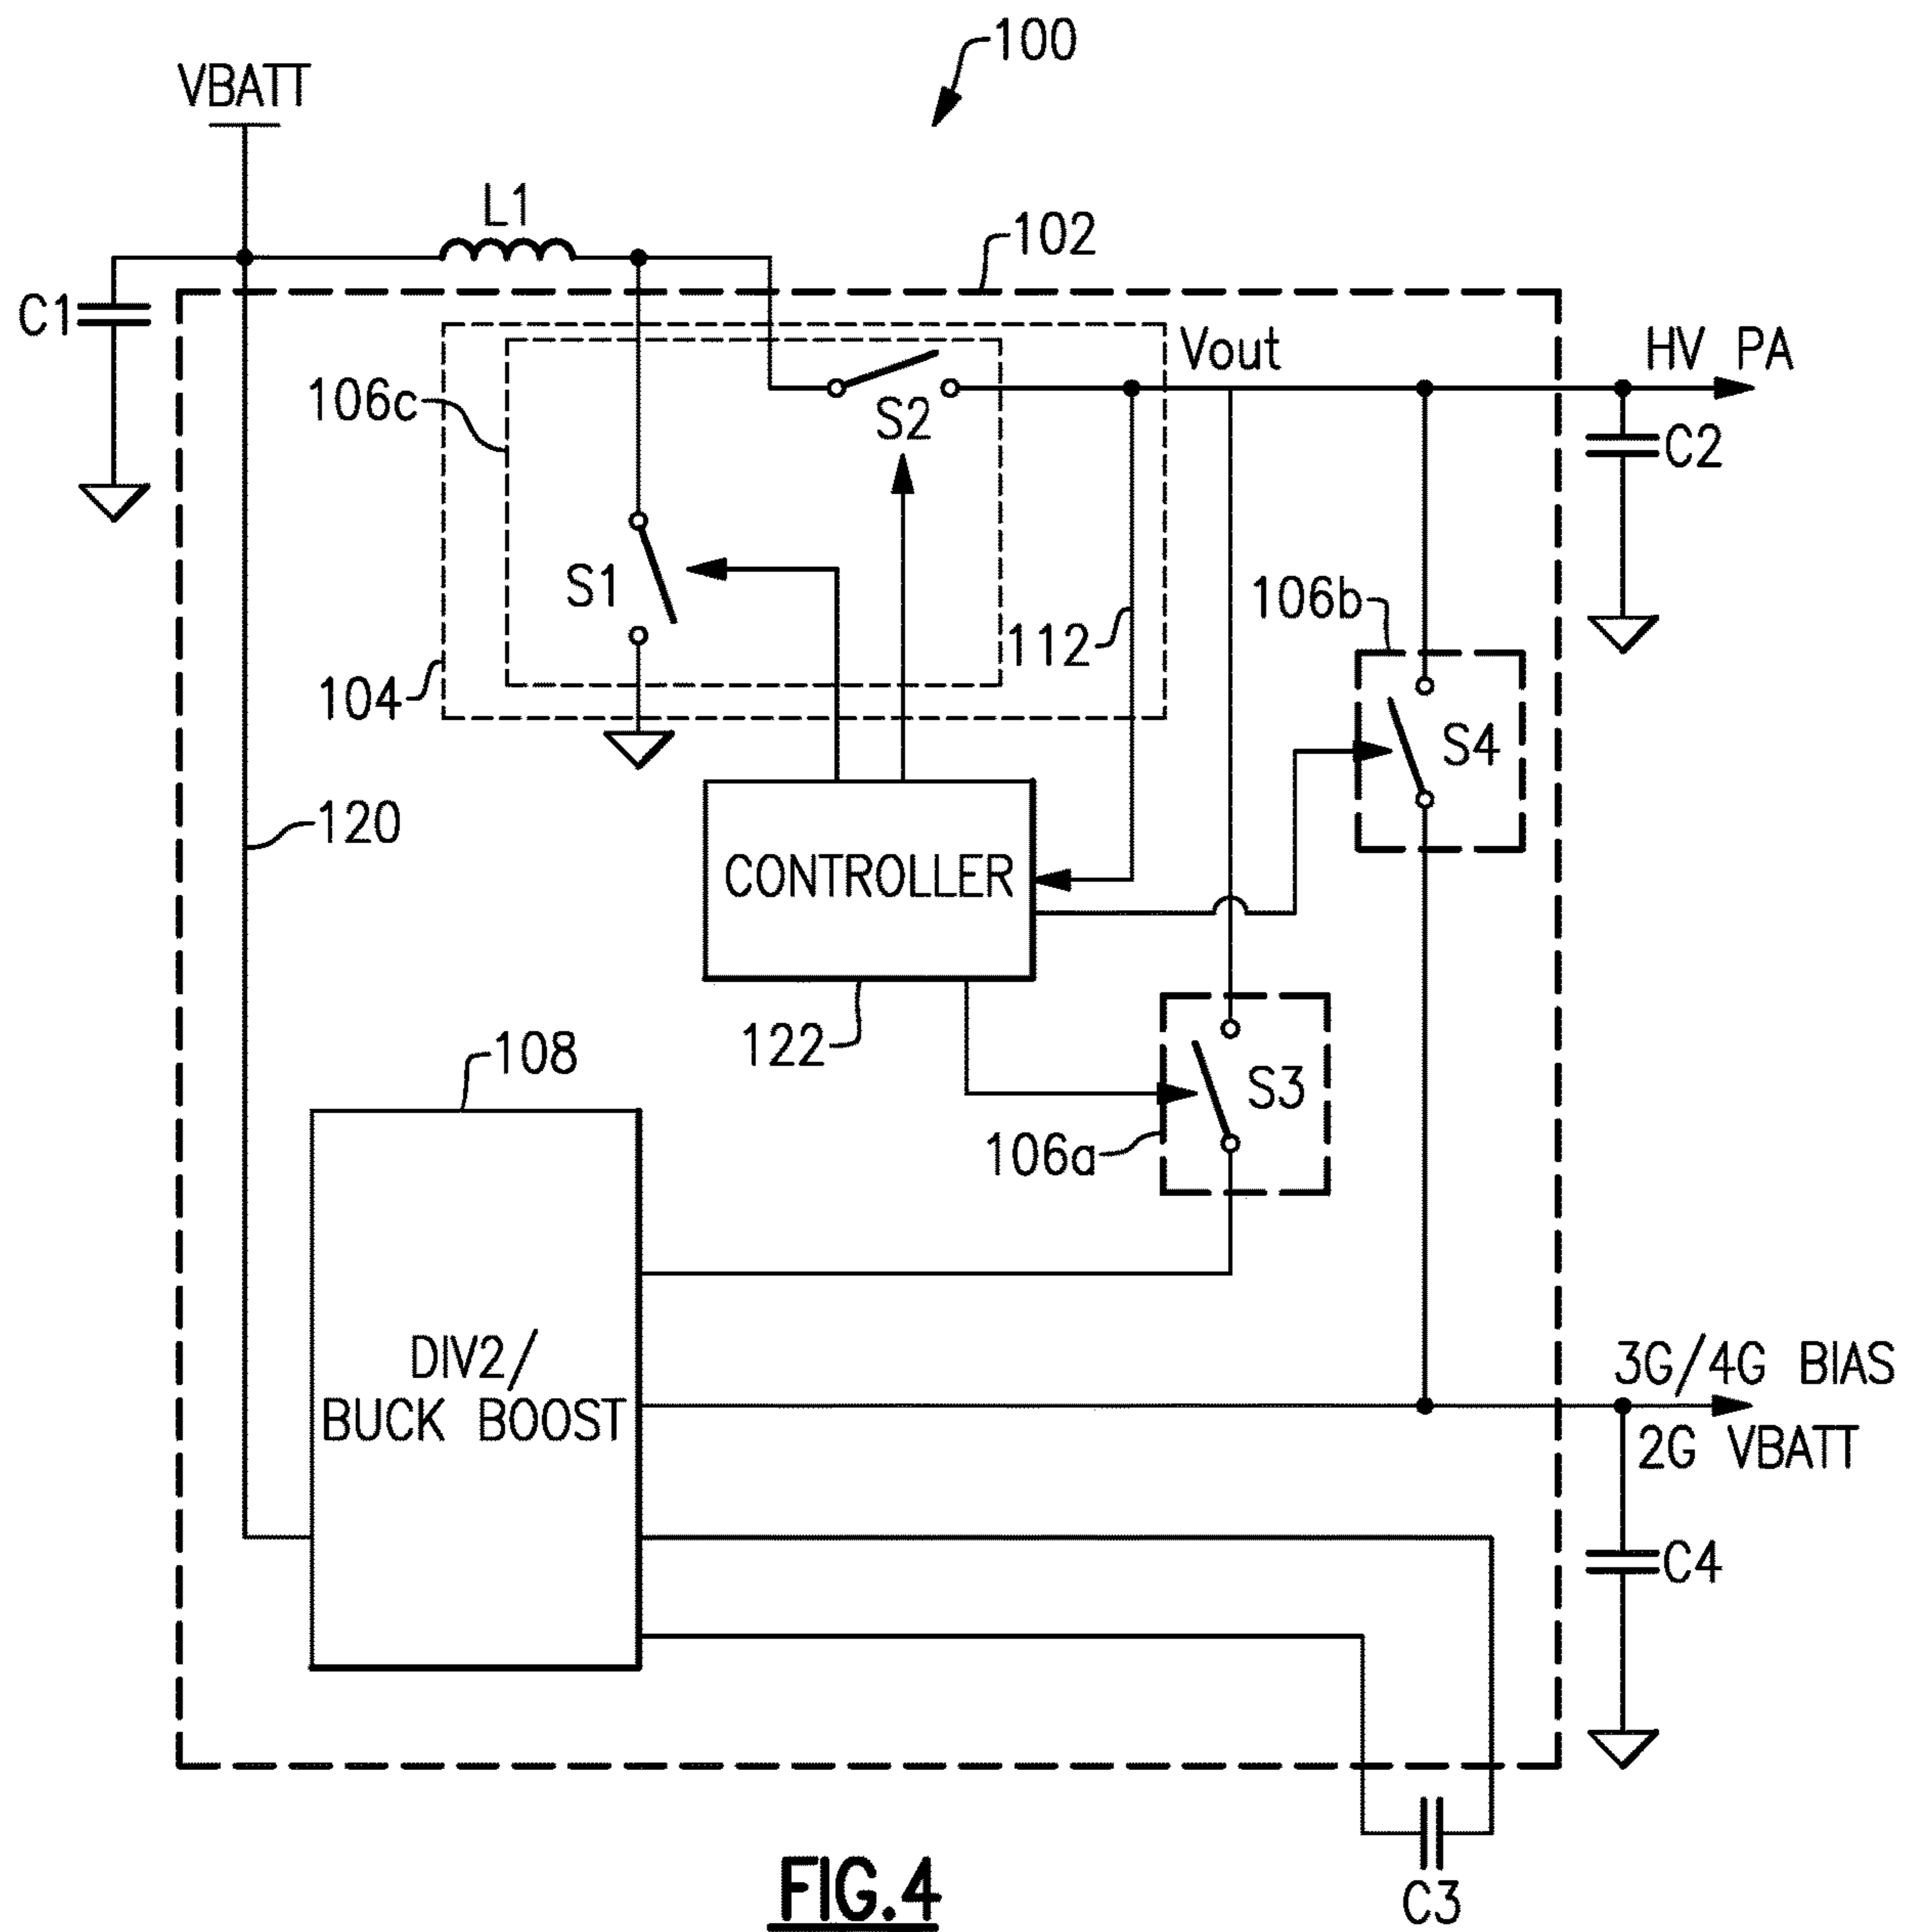 100
VBATT
L1
102
C1
Vout
HV PA
106c
S2
C2
S1
106b
112
104
S4
120
CONTROLLER
122
108
S3
106a
DIV2/
BUCK BOOST
3G/4G BIAS
2G VBATT
C4
C3
FIG.4